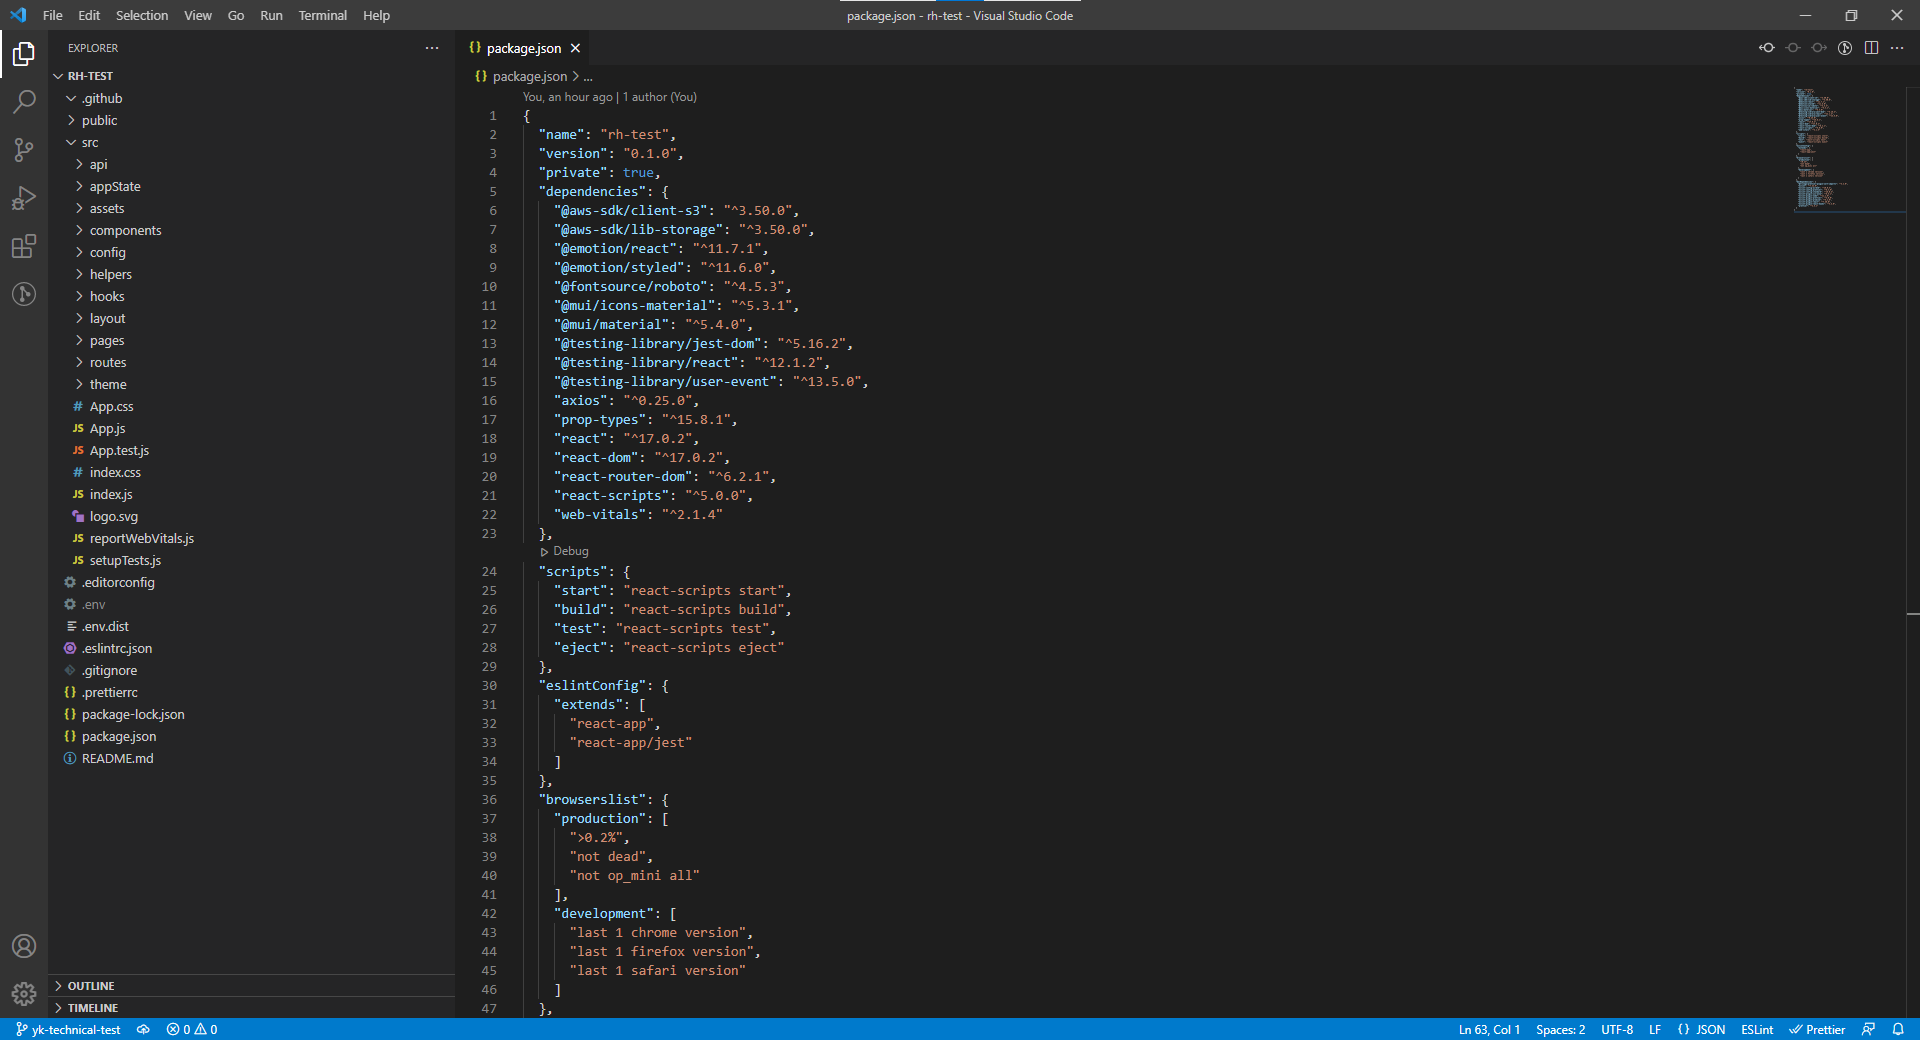 File Edit Selection View Go Run Terminal Help
package.json - rh-test - Visual Studio Code
EXPLORER
RH-TEST
.github
public
src
api
appState
assets
components
config
helpers
hooks
layout
pages
routes
theme
# App.css
JS App.js
JS App.test.js
# index.css
JS index.js
logo.svg
JS reportWebVitals.js
JS setupTests.js
.editorconfig
.env
.env.dist
.eslintrc.json
.gitignore
{} .prettierrc
{} package-lock.json
{} package.json
README.md
OUTLINE
TIMELINE
{} package.json
{} package.json > ...
You, an hour ago | 1 author (You)
1 {
2 "name": "rh-test",
3 "version": "0.1.0",
4 "private": true,
5 "dependencies": {
6 "@aws-sdk/client-s3": "^3.50.0",
7 "@aws-sdk/lib-storage": "^3.50.0",
8 "@emotion/react": "^11.7.1",
9 "@emotion/styled": "^11.6.0",
10 "@fontsource/roboto": "^4.5.3",
11 "@mui/icons-material": "^5.3.1",
12 "@mui/material": "^5.4.0",
13 "@testing-library/jest-dom": "^5.16.2",
14 "@testing-library/react": "^12.1.2",
15 "@testing-library/user-event": "^13.5.0",
16 "axios": "^0.25.0",
17 "prop-types": "^15.8.1",
18 "react": "^17.0.2",
19 "react-dom": "^17.0.2",
20 "react-router-dom": "^6.2.1",
21 "react-scripts": "^5.0.0",
22 "web-vitals": "^2.1.4"
23 },
Debug
24 "scripts": {
25 "start": "react-scripts start",
26 "build": "react-scripts build",
27 "test": "react-scripts test",
28 "eject": "react-scripts eject"
29 },
30 "eslintConfig": {
31 "extends": [
32 "react-app",
33 "react-app/jest"
34 ]
35 },
36 "browserslist": {
37 "production": [
38 ">0.2%",
39 "not dead",
40 "not op_mini all"
41 ],
42 "development": [
43 "last 1 chrome version",
44 "last 1 firefox version",
45 "last 1 safari version"
46 ]
47 },
yk-technical-test 0 0
Ln 63, Col 1 Spaces: 2 UTF-8 LF {} JSON ESLint Prettier